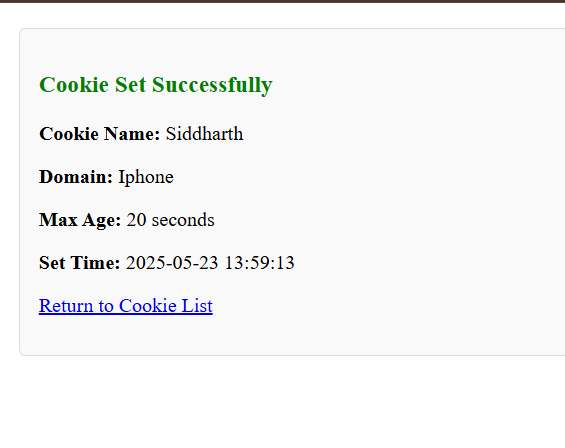 Cookie Set Successfully
Cookie Name: Siddharth
Domain: Iphone
Max Age: 20 seconds
Set Time: 2025-05-23 13:59:13
Return to Cookie List